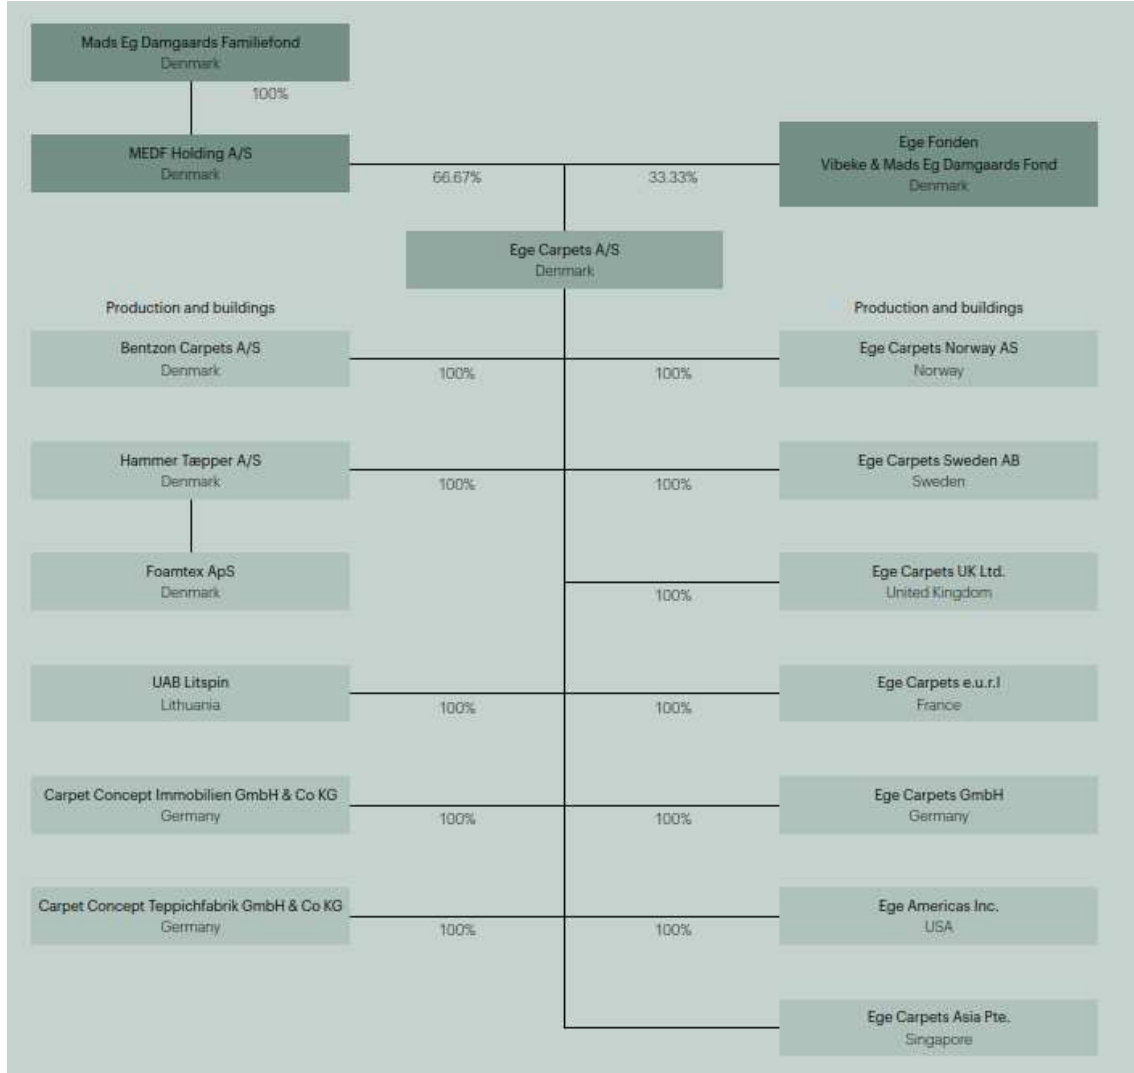 Mads Eg Damgaards Familiefond
Denmark
100%
MEDF Holding A/S
Denmark
66.67%
33.33%
Ege Fonden
Vibeke & Mads Eg Damgaards Fond
Denmark
Ege Carpets A/S
Denmark
Production and buildings
Production and buildings
Bentzon Carpets A/S
Denmark
100%
100%
Ege Carpets Norway AS
Norway
Hammer Tæpper A/S
Denmark
100%
100%
Ege Carpets Sweden AB
Sweden
Foamtex ApS
Denmark
100%
Ege Carpets UK Ltd.
United Kingdom
UAB Litspin
Lithuania
100%
100%
Ege Carpets e.u.r.l
France
Carpet Concept Immobilien GmbH & Co KG
Germany
100%
100%
Ege Carpets GmbH
Germany
Carpet Concept Teppichfabrik GmbH & Co KG
Germany
100%
100%
Ege Americas Inc.
USA
Ege Carpets Asia Pte.
Singapore